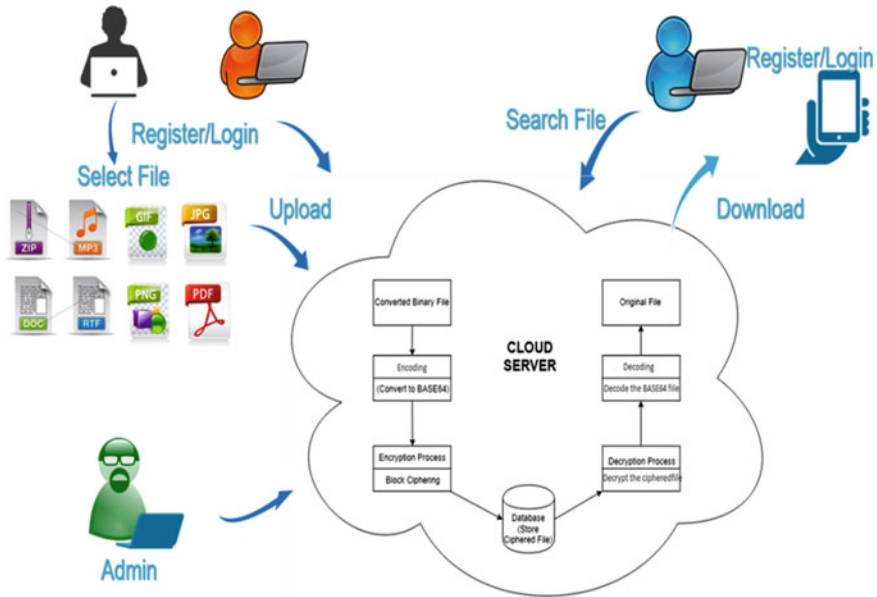 Register/Login
Register/Login
Search File
Select File
Upload
Download
ZIP
MP3
GIF
JPG
DOC
RTF
PNG
PDF
Converted Binary File
Original File
CLOUD
SERVER
Encoding
(Convert to BASE64)
Decoding
Decode the BASE64 file
Encryption Process
Block Ciphering
Decryption Process
Decrypt the cipheredfile
Database
(Store
Ciphered File)
Admin